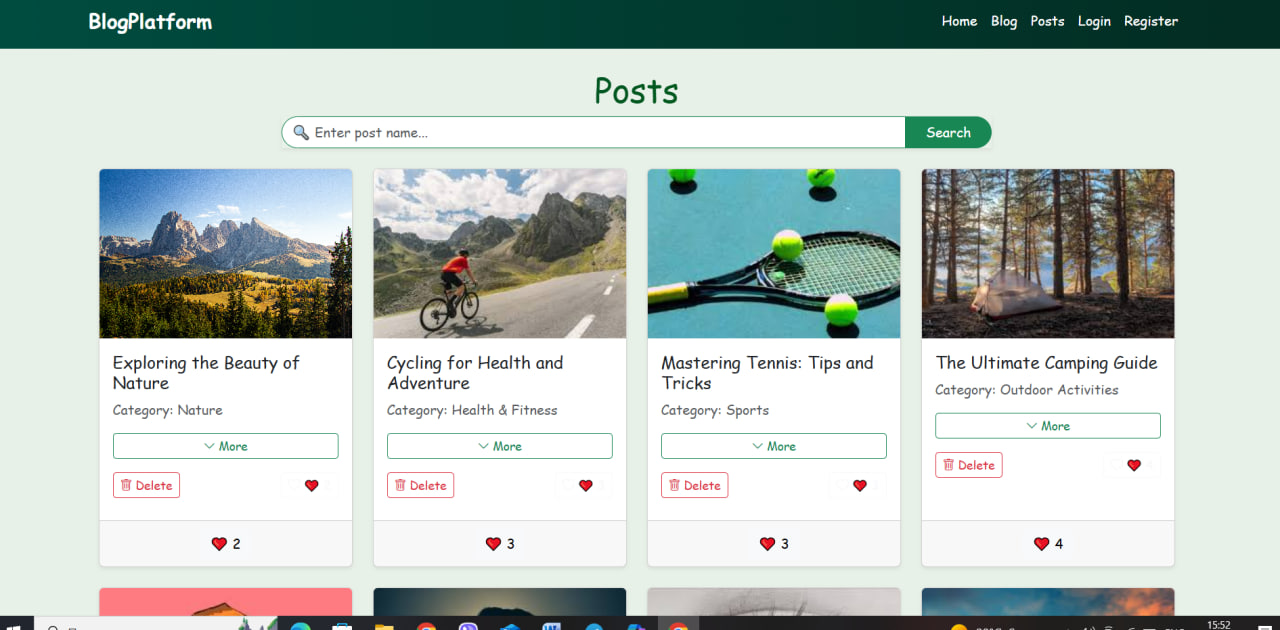 BlogPlatform
Home Blog Posts Login Register
Posts
Enter post name...
Search
Exploring the Beauty of
Nature
Category: Nature
More
Delete
2
Cycling for Health and
Adventure
Category: Health & Fitness
More
Delete
3
Mastering Tennis: Tips and
Tricks
Category: Sports
More
Delete
3
The Ultimate Camping Guide
Category: Outdoor Activities
More
Delete
4
15:52